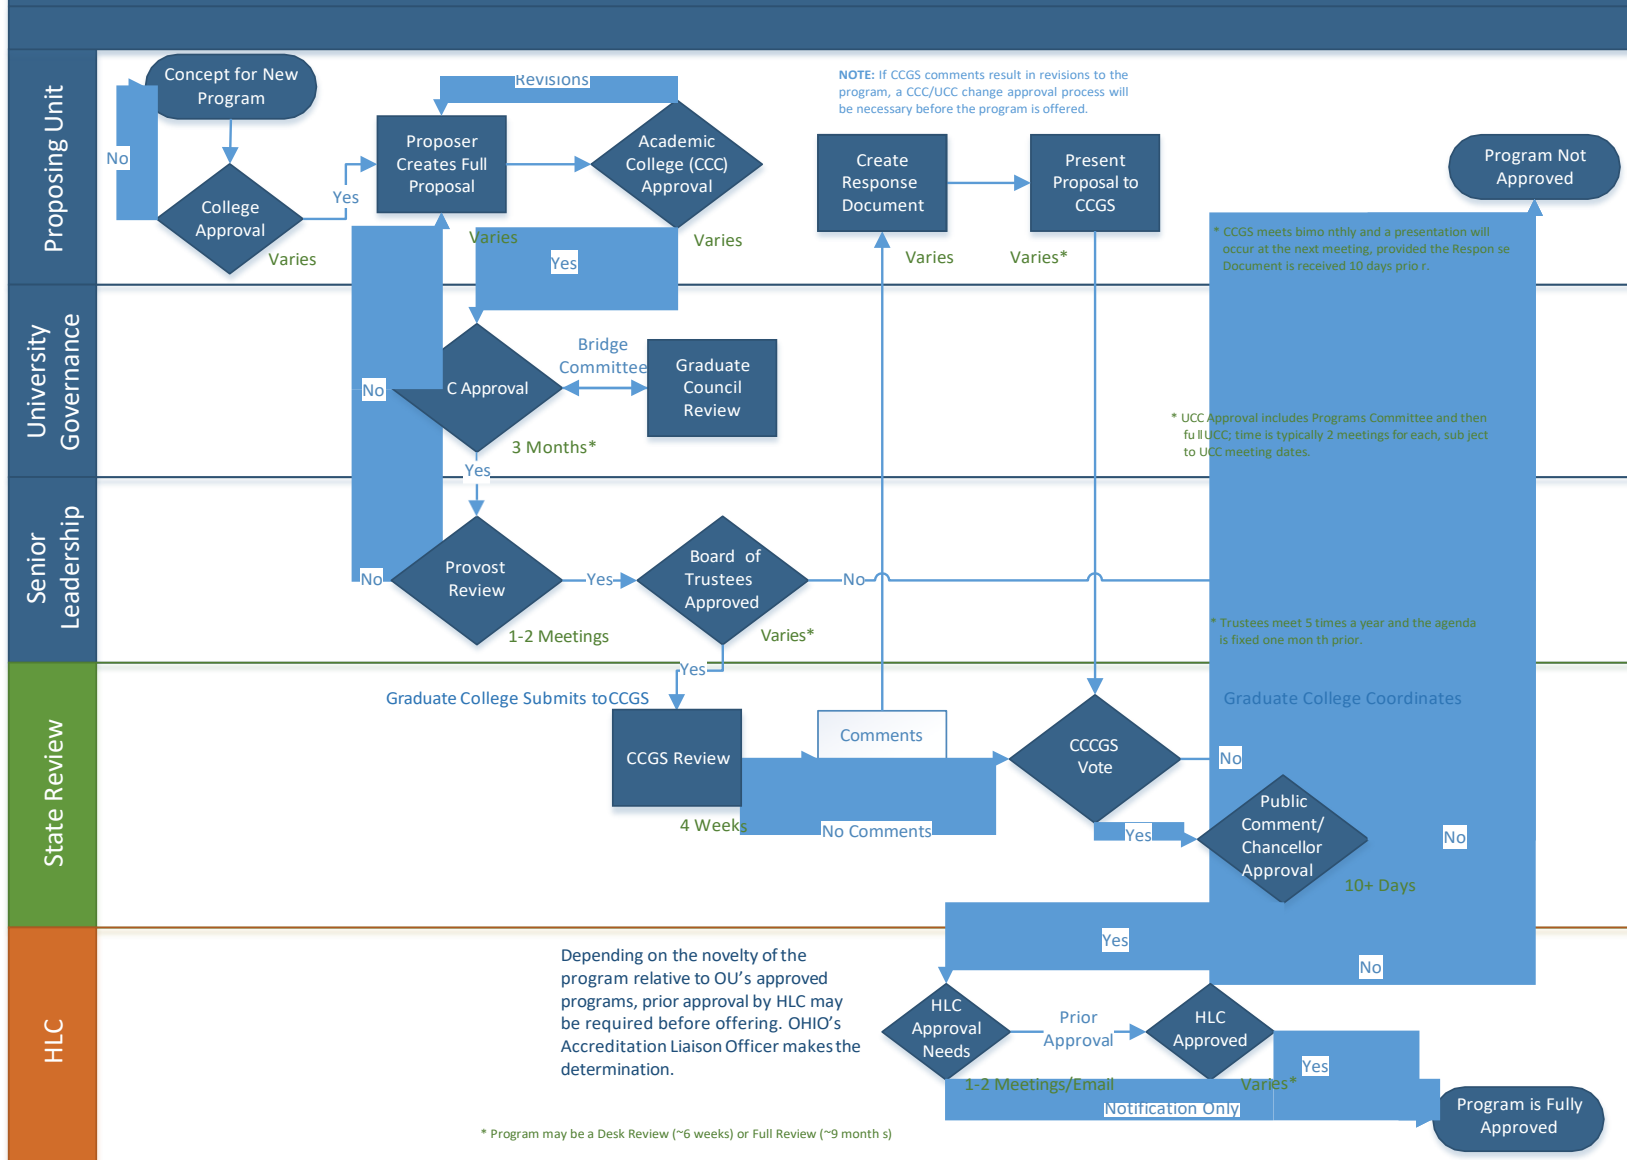 Proposing Unit
Concept for New
Program
No
College
Approval
Varies
Yes
Revisions
Proposer
Creates Full
Proposal
Varies
Academic
College (CCC)
Approval
Varies
Yes
NOTE: If CCGS comments result in revisions to the
program, a CCC/UCC change approval process will
be necessary before the program is offered.
Create
Response
Document
Varies
Present
Proposal to
CCGS
Varies*
Program Not
Approved
* CCGS meets bimo nthly and a presentation will
occur at the next meeting, provided the Respon se
Document is received 10 days prio r.
University
Governance
No
C Approval
3 Months*
Yes
Bridge
Committee
Graduate
Council
Review
* UCC Approval includes Programs Committee and then
fu ll UCC; time is typically 2 meetings for each, sub ject
to UCC meeting dates.
Senior
Leadership
No
Provost
Review
1-2 Meetings
Yes
Board of
Trustees
Approved
Varies*
No
Yes
* Trustees meet 5 times a year and the agenda
is fixed one mon th prior.
State Review
Graduate College Submits to CCGS
CCGS Review
4 Weeks
Comments
No Comments
CCCGS
Vote
No
Yes
Graduate College Coordinates
Public
Comment/
Chancellor
Approval
10+ Days
No
Yes
No
HLC
Depending on the novelty of the
program relative to OU's approved
programs, prior approval by HLC may
be required before offering. OHIO's
Accreditation Liaison Officer makes the
determination.
HLC
Approval
Needs
1-2 Meetings/Email
Prior
Approval
HLC
Approved
Varies*
Yes
Notification Only
Program is Fully
Approved
* Program may be a Desk Review (~6 weeks) or Full Review (~9 month s)